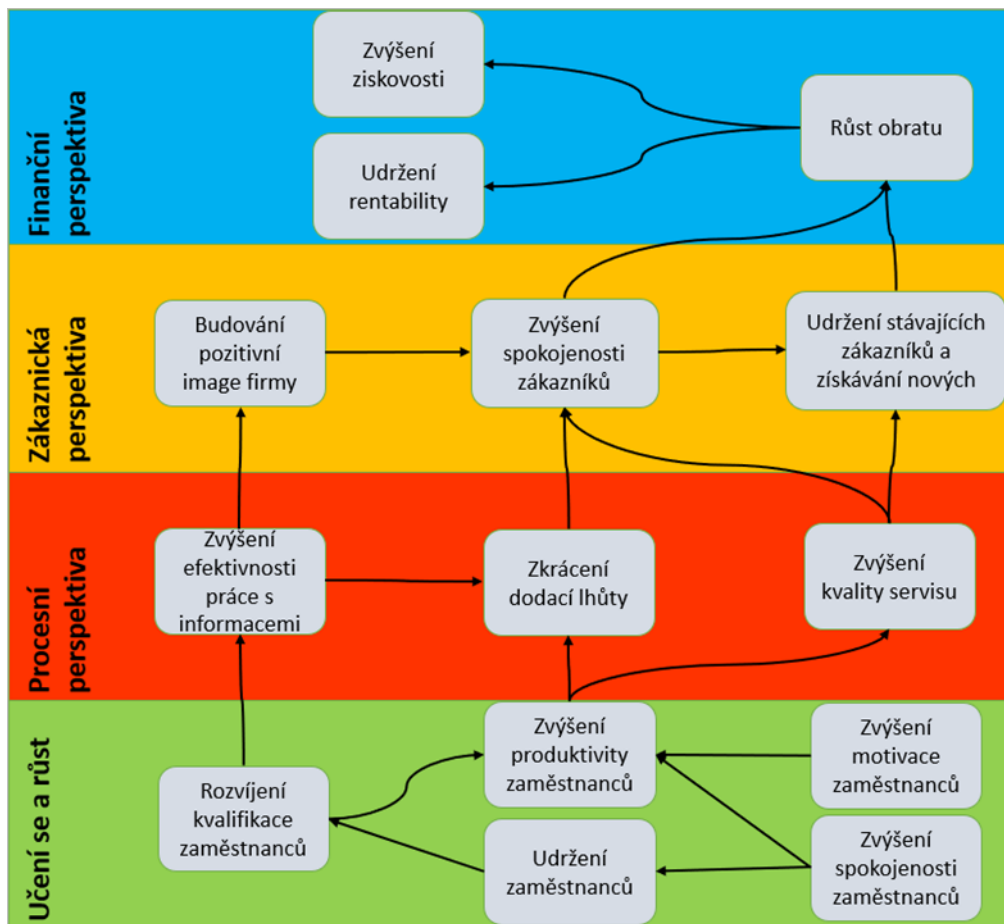 Finanční
perspektiva
Zvýšení
ziskovosti
Udržení
rentability
Růst obratu
Zákaznická
perspektiva
Budování
pozitivní
image firmy
Zvýšení
spokojenosti
zákazníků
Udržení stávajících
zákazníků a
získávání nových
Procesní
perspektiva
Zvýšení
efektivnosti
práce s
informacemi
Zkrácení
dodací lhůty
Zvýšení
kvality servisu
Učení se a růst
Rozvíjení
kvalifikace
zaměstnanců
Zvýšení
produktivity
zaměstnanců
Zvýšení
motivace
zaměstnanců
Udržení
zaměstnanců
Zvýšení
spokojenosti
zaměstnanců